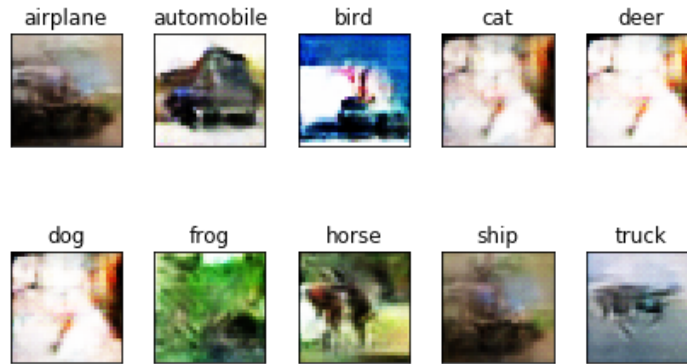 airplane automobile bird cat deer
dog frog horse ship truck